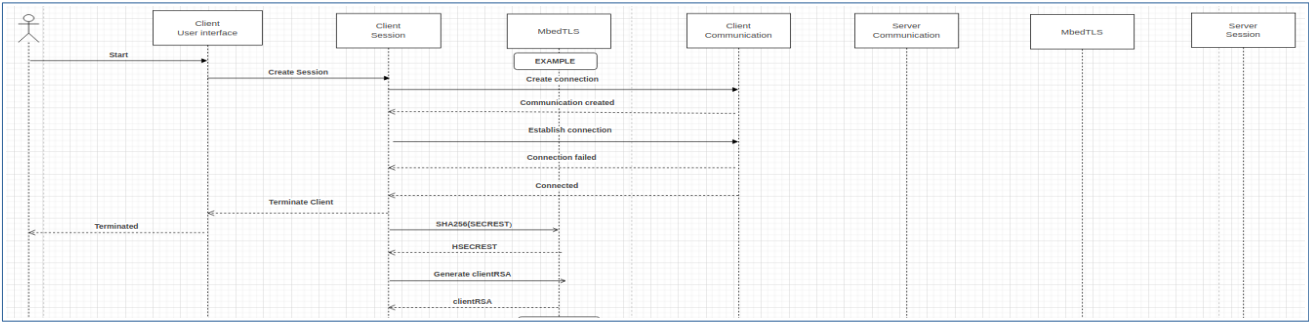 Client
User interface
Client
Session
MbedTLS
Client
Communication
Server
Communication
MbedTLS
Server
Session
EXAMPLE
Start
Create Session
Create connection
Communication created
Establish connection
Connection failed
Connected
Terminate Client
Terminated
SHA256(SECREST)
HSECREST
Generate clientRSA
clientRSA